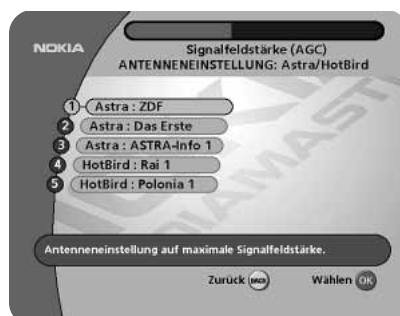 NOKIA
Signalfeldstärke (AGC)
ANTENNENEINSTELLUNG: Astra/HotBird
1 Astra : ZDF
2 Astra : Das Erste
3 Astra : ASTRA-Info 1
4 HotBird : Rai 1
5 HotBird : Polonia 1
Antenneneinstellung auf maximale Signalfeldstärke.
Zurück BACK Wählen OK